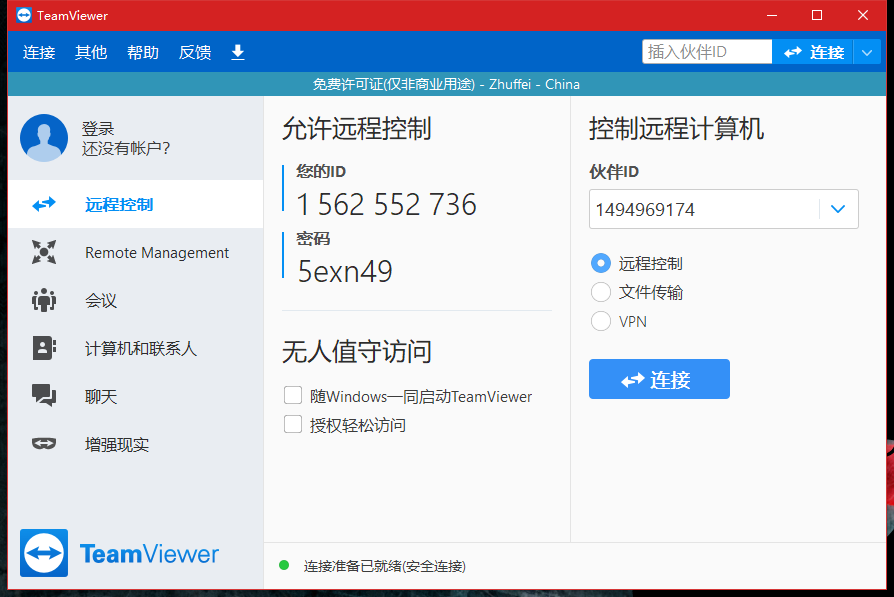 TeamViewer
连接 其他 帮助 反馈
插入伙伴ID 连接
免费许可证(仅非商业用途) - Zhuffei - China
登录
还没有帐户?
远程控制
Remote Management
会议
计算机和联系人
聊天
增强现实
TeamViewer
允许远程控制
您的ID
1 562 552 736
密码
5exn49
无人值守访问
随Windows一同启动TeamViewer
授权轻松访问
控制远程计算机
伙伴ID
1494969174
远程控制
文件传输
VPN
连接
连接准备已就绪(安全连接)